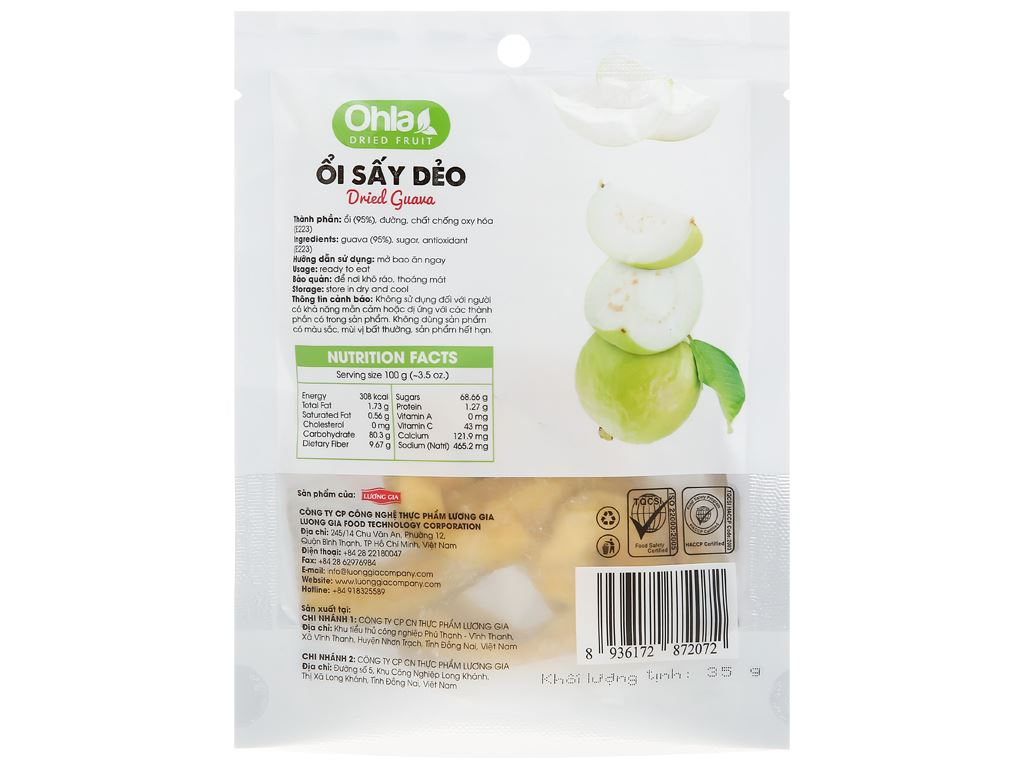 Ohla
DRIED FRUIT
ỔI SẤY DẺO
Dried Guava
Thành phần: ổi (95%), đường, chất chống oxy hóa
(E223)
Ingredients: guava (95%), sugar, antioxidant
(E223)
Hướng dẫn sử dụng: mở bao ăn ngay
Usage: ready to eat
Bảo quản: để nơi khô ráo, thoáng mát
Storage: store in dry and cool
Thông tin cảnh báo: Không sử dụng đối với người
có khả năng mẫn cảm hoặc dị ứng với các thành
phần có trong sản phẩm. Không dùng sản phẩm
có màu sắc, mùi vị bất thường, sản phẩm hết hạn.
NUTRITION FACTS
Serving size 100 g (~3.5 oz.)
Energy 308 kcal
Total Fat 1.73 g
Saturated Fat 0.56 g
Cholesterol 0 mg
Carbohydrate 80.3 g
Dietary Fiber 9.67 g
Sugars 68.66 g
Protein 1.27 g
Vitamin A 0 mg
Vitamin C 43 mg
Calcium 121.9 mg
Sodium (Natri) 465.2 mg
Sản phẩm của: LƯƠNG GIA
CÔNG TY CP CÔNG NGHỆ THỰC PHẨM LƯƠNG GIA
LUONG GIA FOOD TECHNOLOGY CORPORATION
Địa chỉ: 245/14 Chu Văn An, Phường 12,
Quận Bình Thạnh, TP Hồ Chí Minh, Việt Nam
Điện thoại: +84 28 22180047
Fax: +84 28 62976984
E-mail: info@luonggiacompany.com
Website: www.luonggiacompany.com
Hotline: +84 918325589
Sản xuất tại:
CHI NHÁNH 1: CÔNG TY CP CN THỰC PHẨM LƯƠNG GIA
Địa chỉ: Khu tiểu thủ công nghiệp Phú Thạnh - Vĩnh Thanh,
Xã Vĩnh Thanh, Huyện Nhơn Trạch, Tỉnh Đồng Nai, Việt Nam
CHI NHÁNH 2: CÔNG TY CP CN THỰC PHẨM LƯƠNG GIA
Địa chỉ: Đường số 5, Khu Công Nghiệp Long Khánh,
Thị Xã Long Khánh, Tỉnh Đồng Nai, Việt Nam
TQCSI
Food Safety
Certified
ISO 22000:2005
HACCP Certified
TQCSI HACCP Code:2003
8 936172 872072
Khối lượng tịnh: 35 g